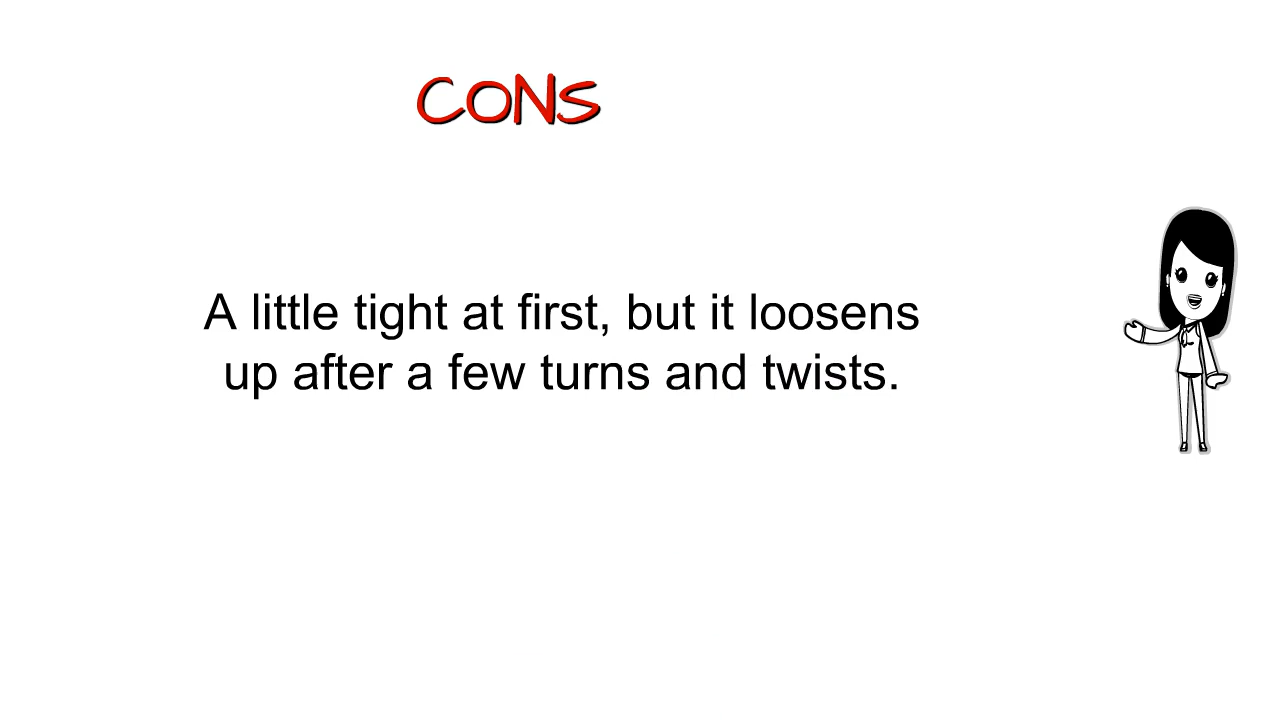 CONS
A little tight at first, but it loosens
up after a few turns and twists.